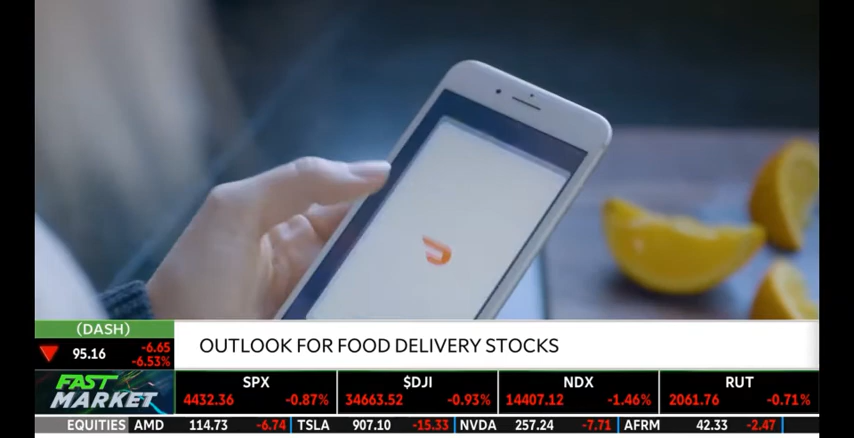 (DASH)
95.16 -6.65
-6.53%
OUTLOOK FOR FOOD DELIVERY STOCKS
FAST
MARKET
SPX
4432.36 -0.87%
$DJI
34663.52 -0.93%
NDX
14407.12 -1.46%
RUT
2061.76 -0.71%
EQUITIES AMD 114.73 -6.74 TSLA 907.10 -15.33 NVDA 257.24 -7.71 AFRM 42.33 -2.47